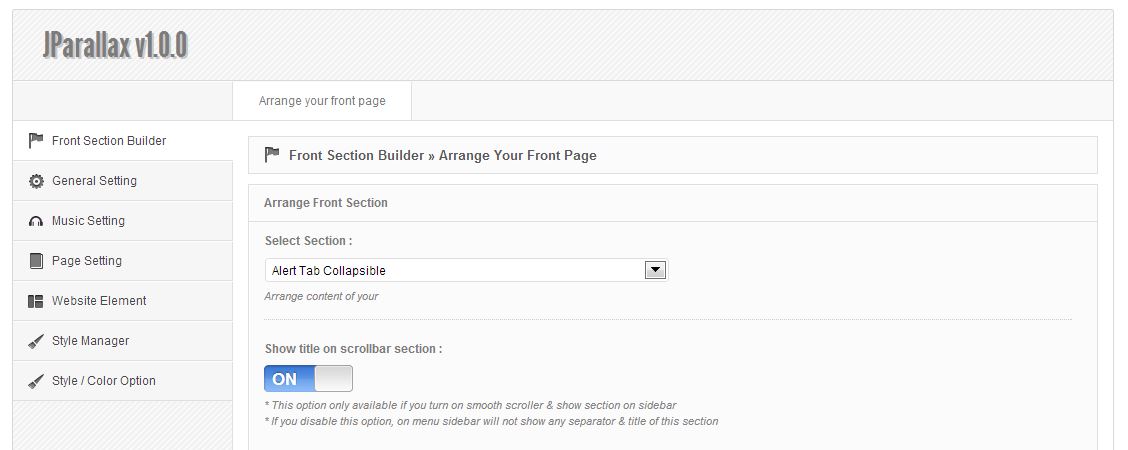 JParallax v1.0.0
Arrange your front page
Front Section Builder
General Setting
Music Setting
Page Setting
Website Element
Style Manager
Style / Color Option
Front Section Builder » Arrange Your Front Page
Arrange Front Section
Select Section :
Alert Tab Collapsible
Arrange content of your
Show title on scrollbar section :
ON
* This option only available if you turn on smooth scroller & show section on sidebar
* If you disable this option, on menu sidebar will not show any separator & title of this section